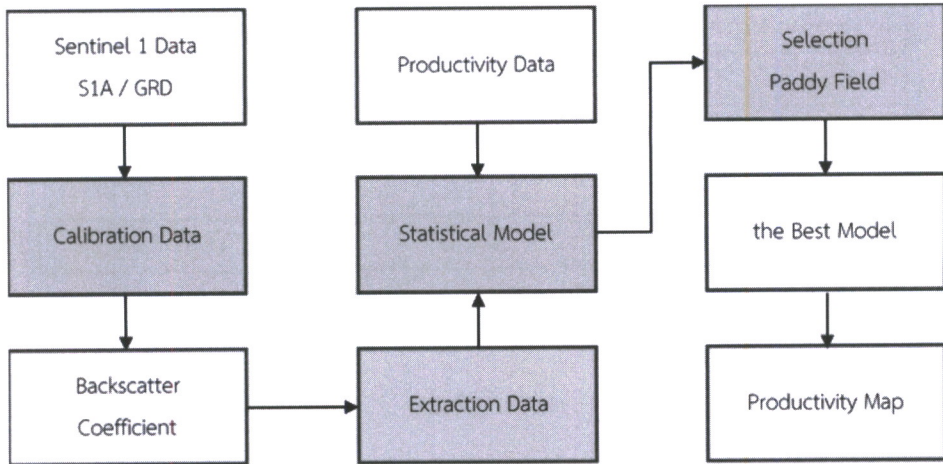 Sentinel 1 Data
S1A / GRD
Productivity Data
Selection
Paddy Field
Calibration Data
Statistical Model
the Best Model
Backscatter
Coefficient
Extraction Data
Productivity Map